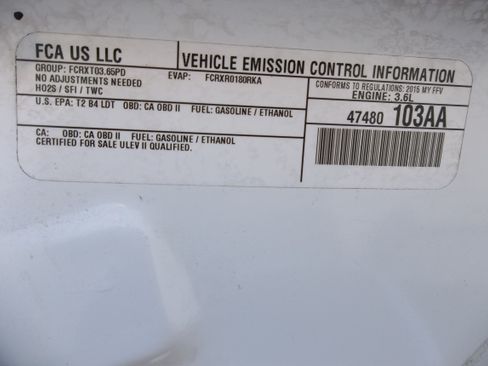 FCA US LLC
VEHICLE EMISSION CONTROL INFORMATION
GROUP: FCRXT03.65PD EVAP: FCRXR0180RKA
NO ADJUSTMENTS NEEDED
HO2S / SFI / TWC
CONFORMS TO REGULATIONS: 2015 MY FFV
ENGINE: 3.6L
U.S. EPA: T2 B4 LDT OBD: CA OBD II FUEL: GASOLINE / ETHANOL
47480 103AA
CA: OBD: CA OBD II FUEL: GASOLINE / ETHANOL
CERTIFIED FOR SALE ULEV II QUALIFIED.